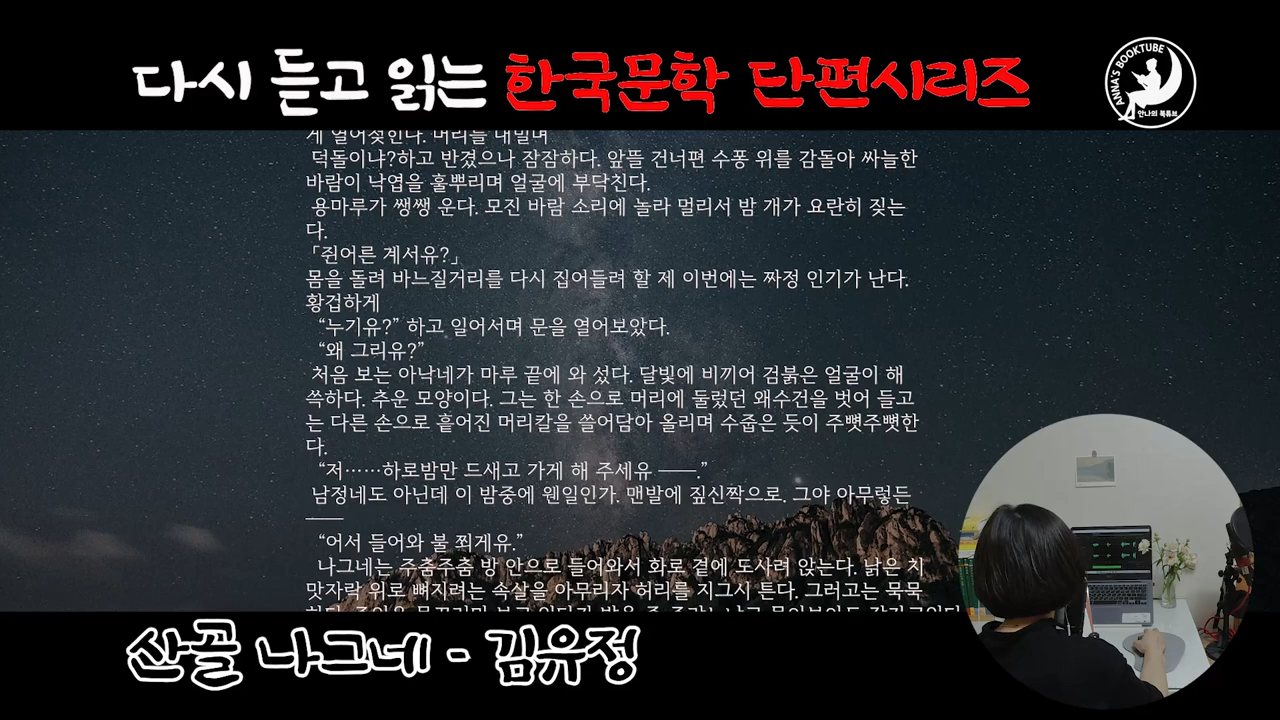 다시 듣고 읽는 한국문학 단편시리즈
ANNA'S BOOKTUBE
안나의 북튜브
게 열어젖힌다. 머리를 내밀며
덕돌이냐?하고 반겼으나 잠잠하다. 앞뜰 건너편 수퐁 위를 감돌아 싸늘한
바람이 낙엽을 훌뿌리며 얼굴에 부닥친다.
용마루가 쌩쌩 운다. 모진 바람 소리에 놀라 멀리서 밤 개가 요란히 짖는
다.
「쥔어른 계서유?」
몸을 돌려 바느질거리를 다시 집어들려 할 제 이번에는 짜정 인기가 난다.
황겁하게
“누기유?” 하고 일어서며 문을 열어보았다.
“왜 그리유?”
처음 보는 아낙네가 마루 끝에 와 섰다. 달빛에 비끼어 검붉은 얼굴이 해
쓱하다. 추운 모양이다. 그는 한 손으로 머리에 둘렀던 왜수건을 벗어 들고
는 다른 손으로 흩어진 머리칼을 쓸어담아 올리며 수줍은 듯이 주뼛주뼛한
다.
“저……하로밤만 드새고 가게 해 주세유 ――.”
남정네도 아닌데 이 밤중에 웬일인가. 맨발에 짚신짝으로. 그야 아무렇든
――
“어서 들어와 불 쬐게유.”
나그네는 주춤주춤 방 안으로 들어와서 화로 곁에 도사려 앉는다. 낡은 치
맛자락 위로 뼈지려는 속살을 아무리자 허리를 지그시 튼다. 그러고는 묵묵
산골 나그네 - 김유정